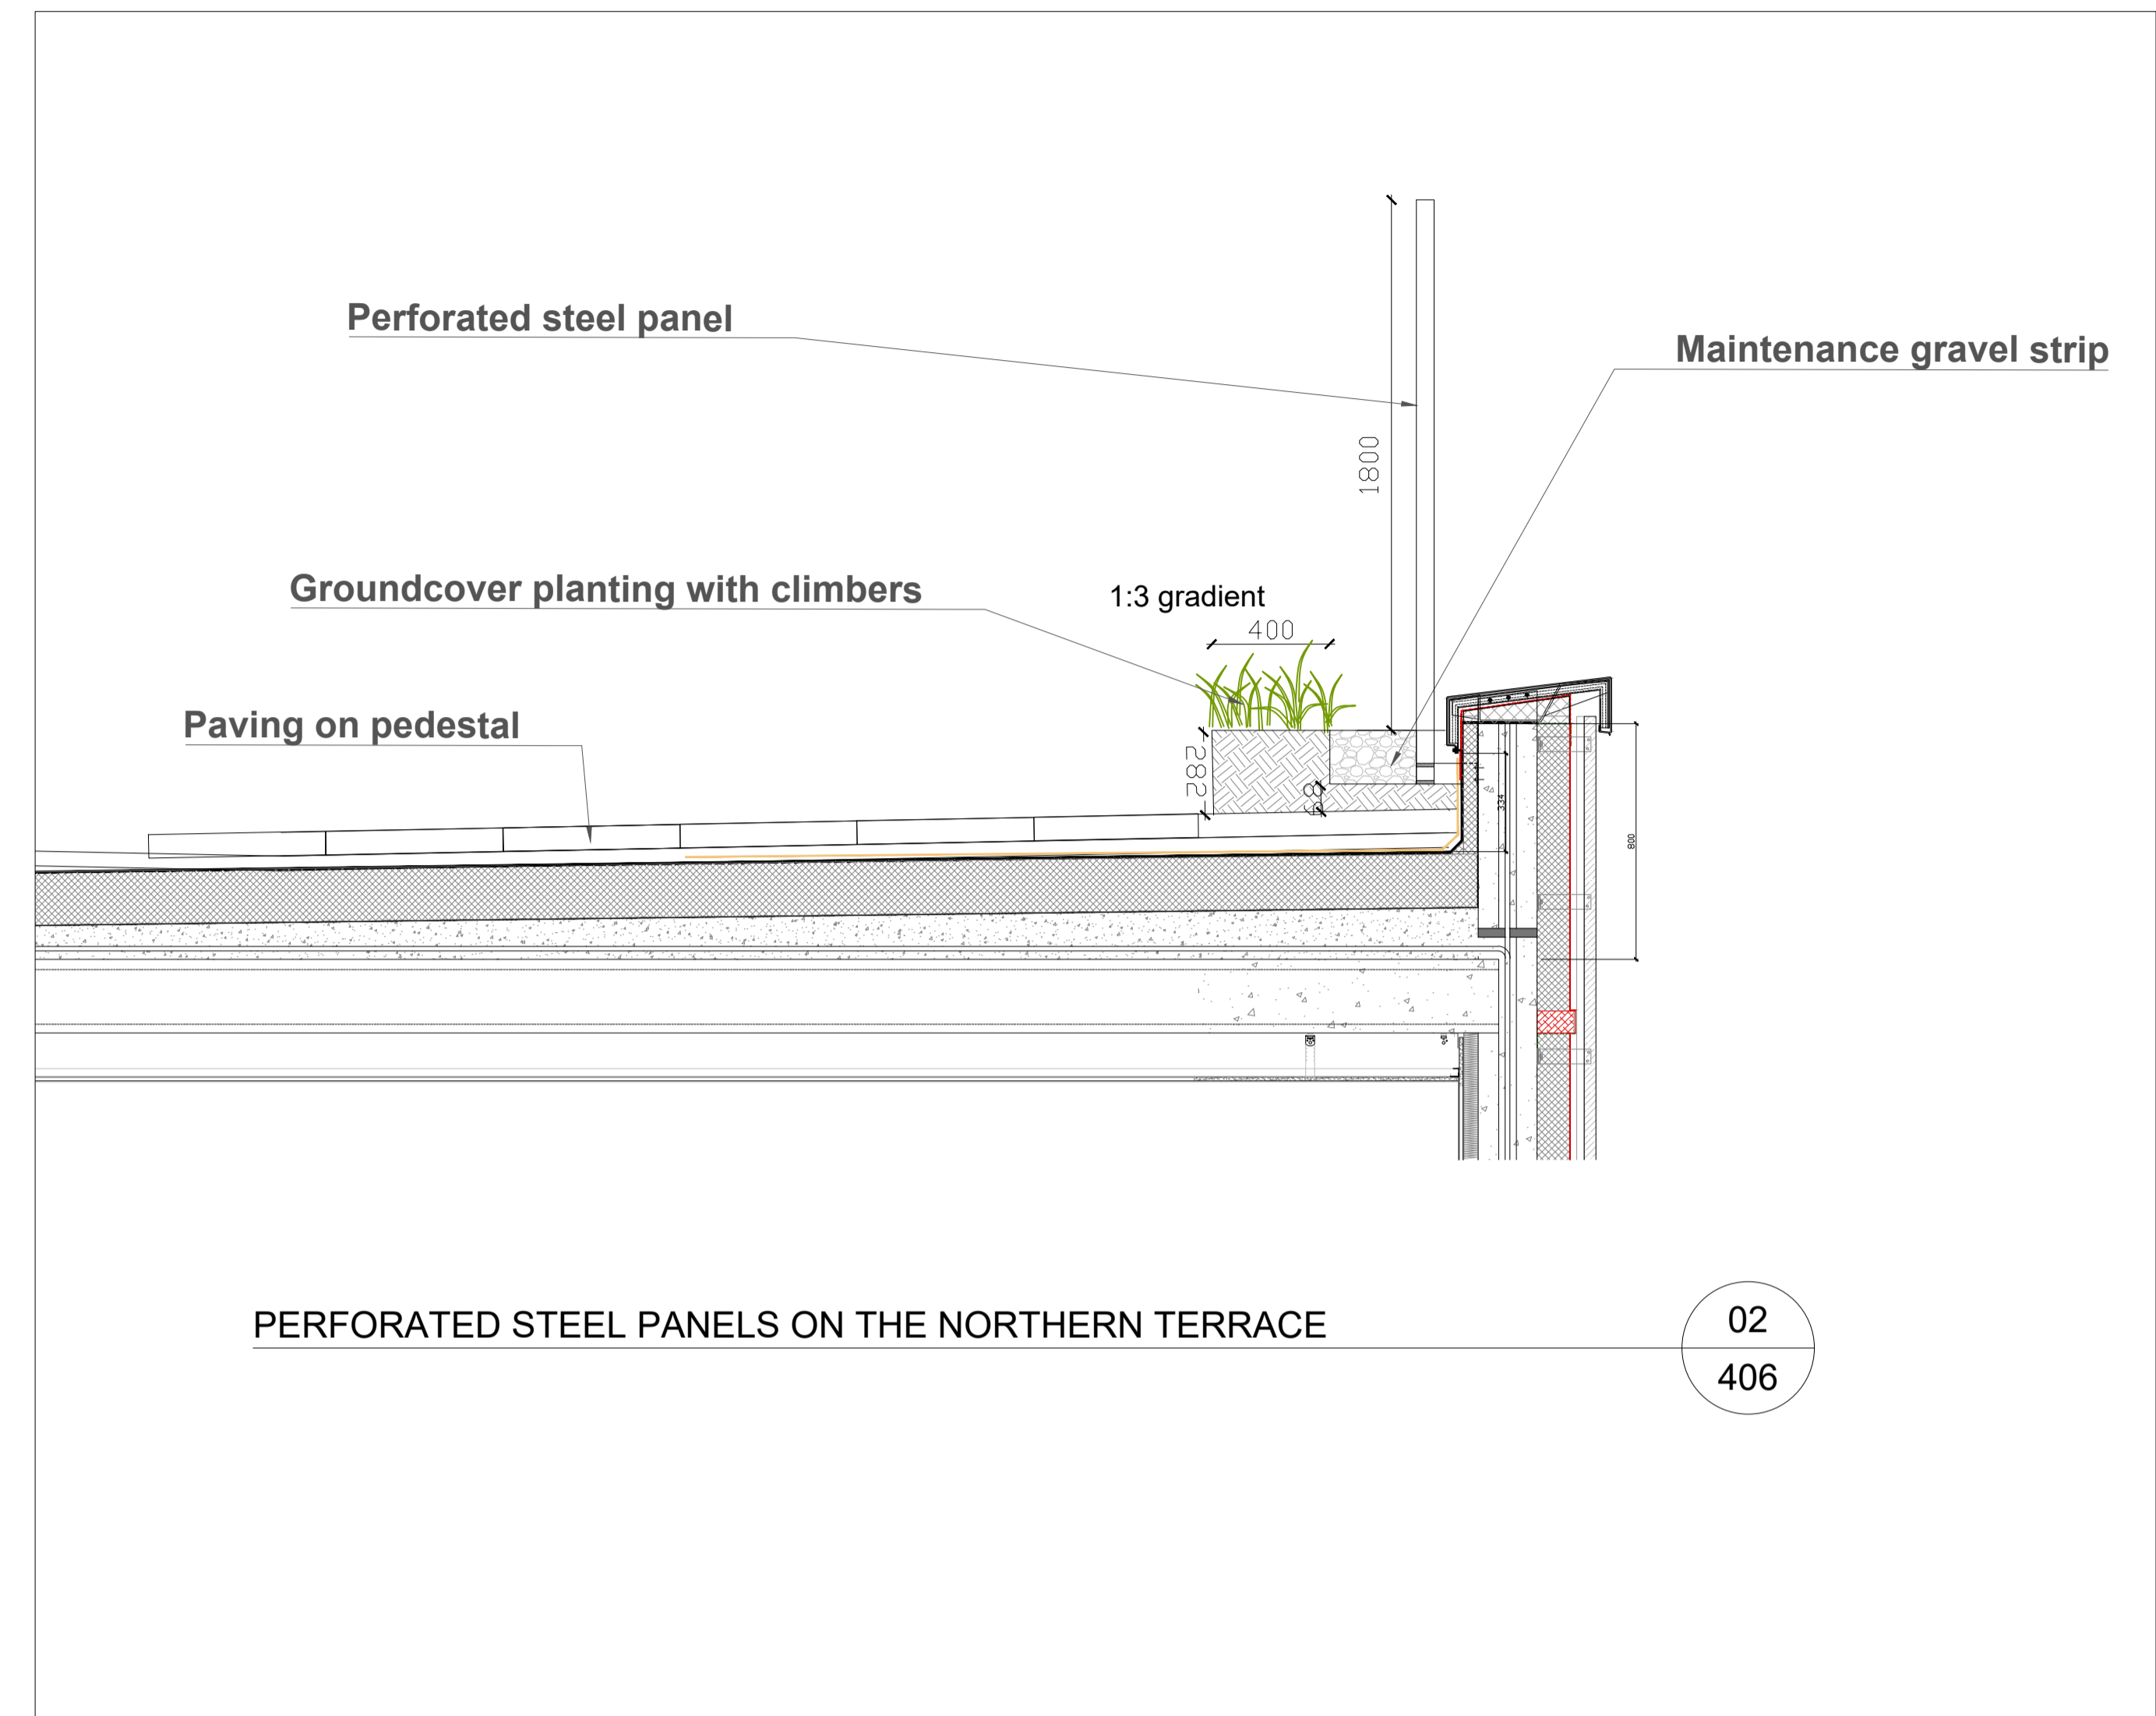 Perforated steel panel
Maintenance gravel strip
1800
Groundcover planting with climbers
1:3 gradient
400
Paving on pedestal
282
334
800
PERFORATED STEEL PANELS ON THE NORTHERN TERRACE
02
406